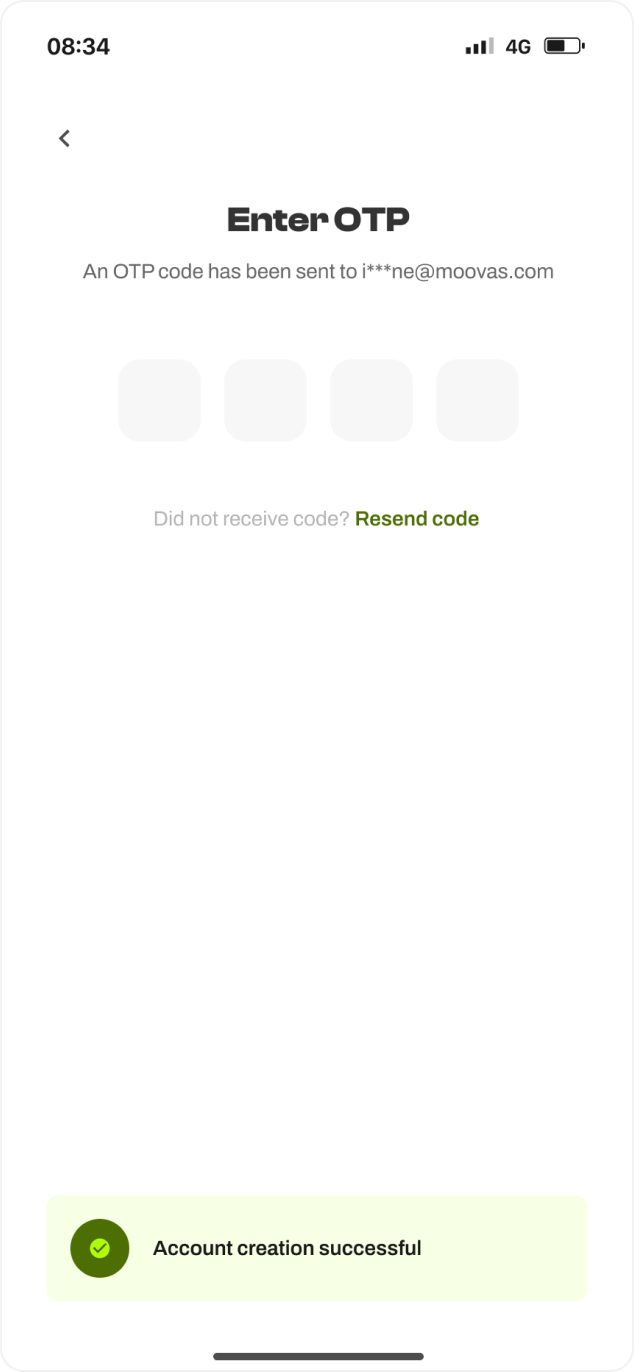 08:34 4G
Enter OTP
An OTP code has been sent to i***ne@moovas.com
Did not receive code? Resend code
Account creation successful